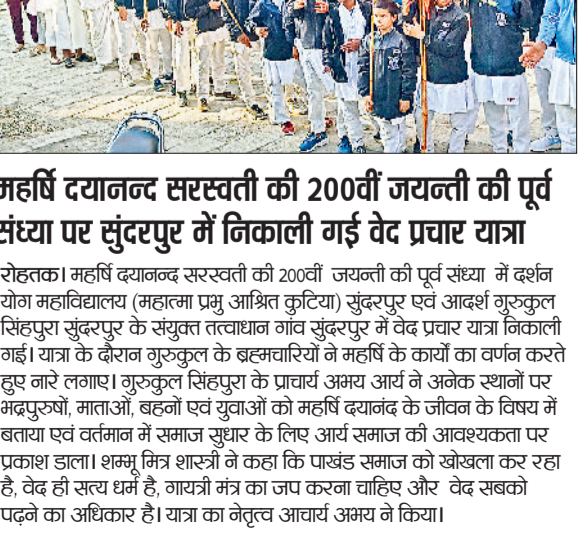 महर्षि दयानन्द सरस्वती की 200वीं जयन्ती की पूर्व
संध्या पर सुंदरपुर में निकाली गई वेद प्रचार यात्रा
रोहतक। महर्षि दयानन्द सरस्वती की 200वीं जयन्ती की पूर्व संध्या में दर्शन
योग महाविद्यालय (महात्मा प्रभु आश्रित कुटिया) सुंदरपुर एवं आदर्श गुरुकुल
सिंहपुरा सुंदरपुर के संयुक्त तत्वाधान गांव सुंदरपुर में वेद प्रचार यात्रा निकाली
गई। यात्रा के दौरान गुरुकुल के ब्रह्मचारियों ने महर्षि के कार्यों का वर्णन करते
हुए नारे लगाए। गुरुकुल सिंहपुरा के प्राचार्य अभय आर्य ने अनेक स्थानों पर
भद्रपुरुषों, माताओं, बहनों एवं युवाओं को महर्षि दयानंद के जीवन के विषय में
बताया एवं वर्तमान में समाज सुधार के लिए आर्य समाज की आवश्यकता पर
प्रकाश डाला। शम्भू मित्र शास्त्री ने कहा कि पाखंड समाज को खोखला कर रहा
है, वेद ही सत्य धर्म है, गायत्री मंत्र का जप करना चाहिए और वेद सबको
पढ़ने का अधिकार है। यात्रा का नेतृत्व आचार्य अभय ने किया।